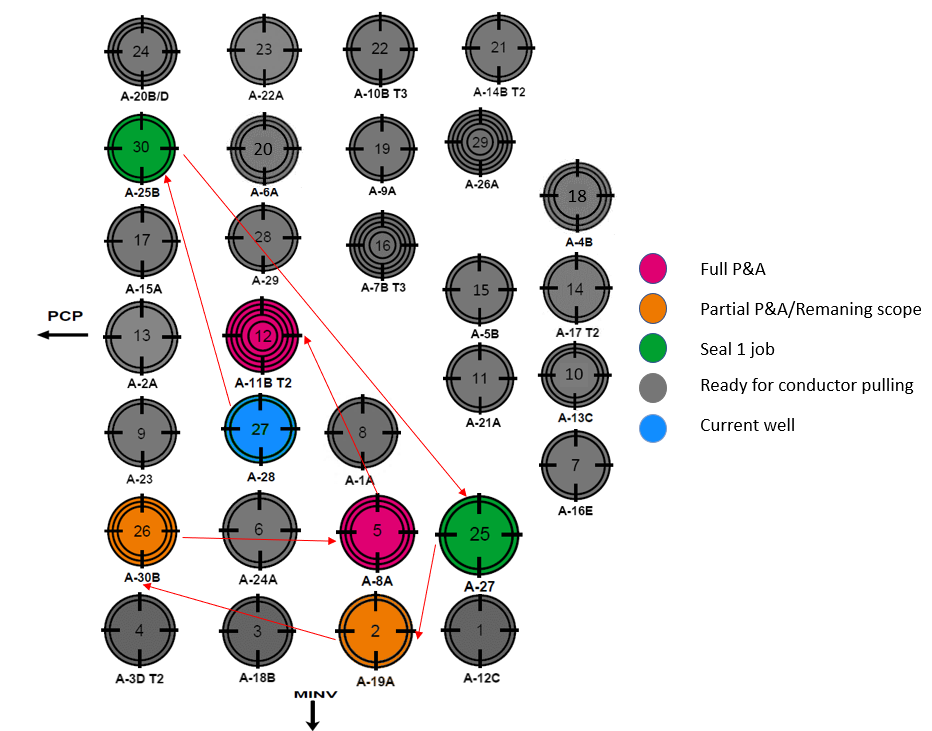 24
23
22
21
A-20B/D
A-22A
A-10B T3
A-14B T2
30
20
19
29
A-25B
A-6A
A-9A
A-26A
18
A-4B
17
28
16
A-15A
A-29
A-7B T3
15
14
A-5B
A-17 T2
PCP
13
12
A-2A
A-11B T2
11
10
A-21A
A-13C
9
27
8
7
A-23
A-28
A-1A
A-16E
26
6
5
25
A-30B
A-24A
A-8A
A-27
4
3
2
1
A-3D T2
A-18B
A-19A
A-12C
MINV
Full P&A
Partial P&A/Remaning scope
Seal 1 job
Ready for conductor pulling
Current well